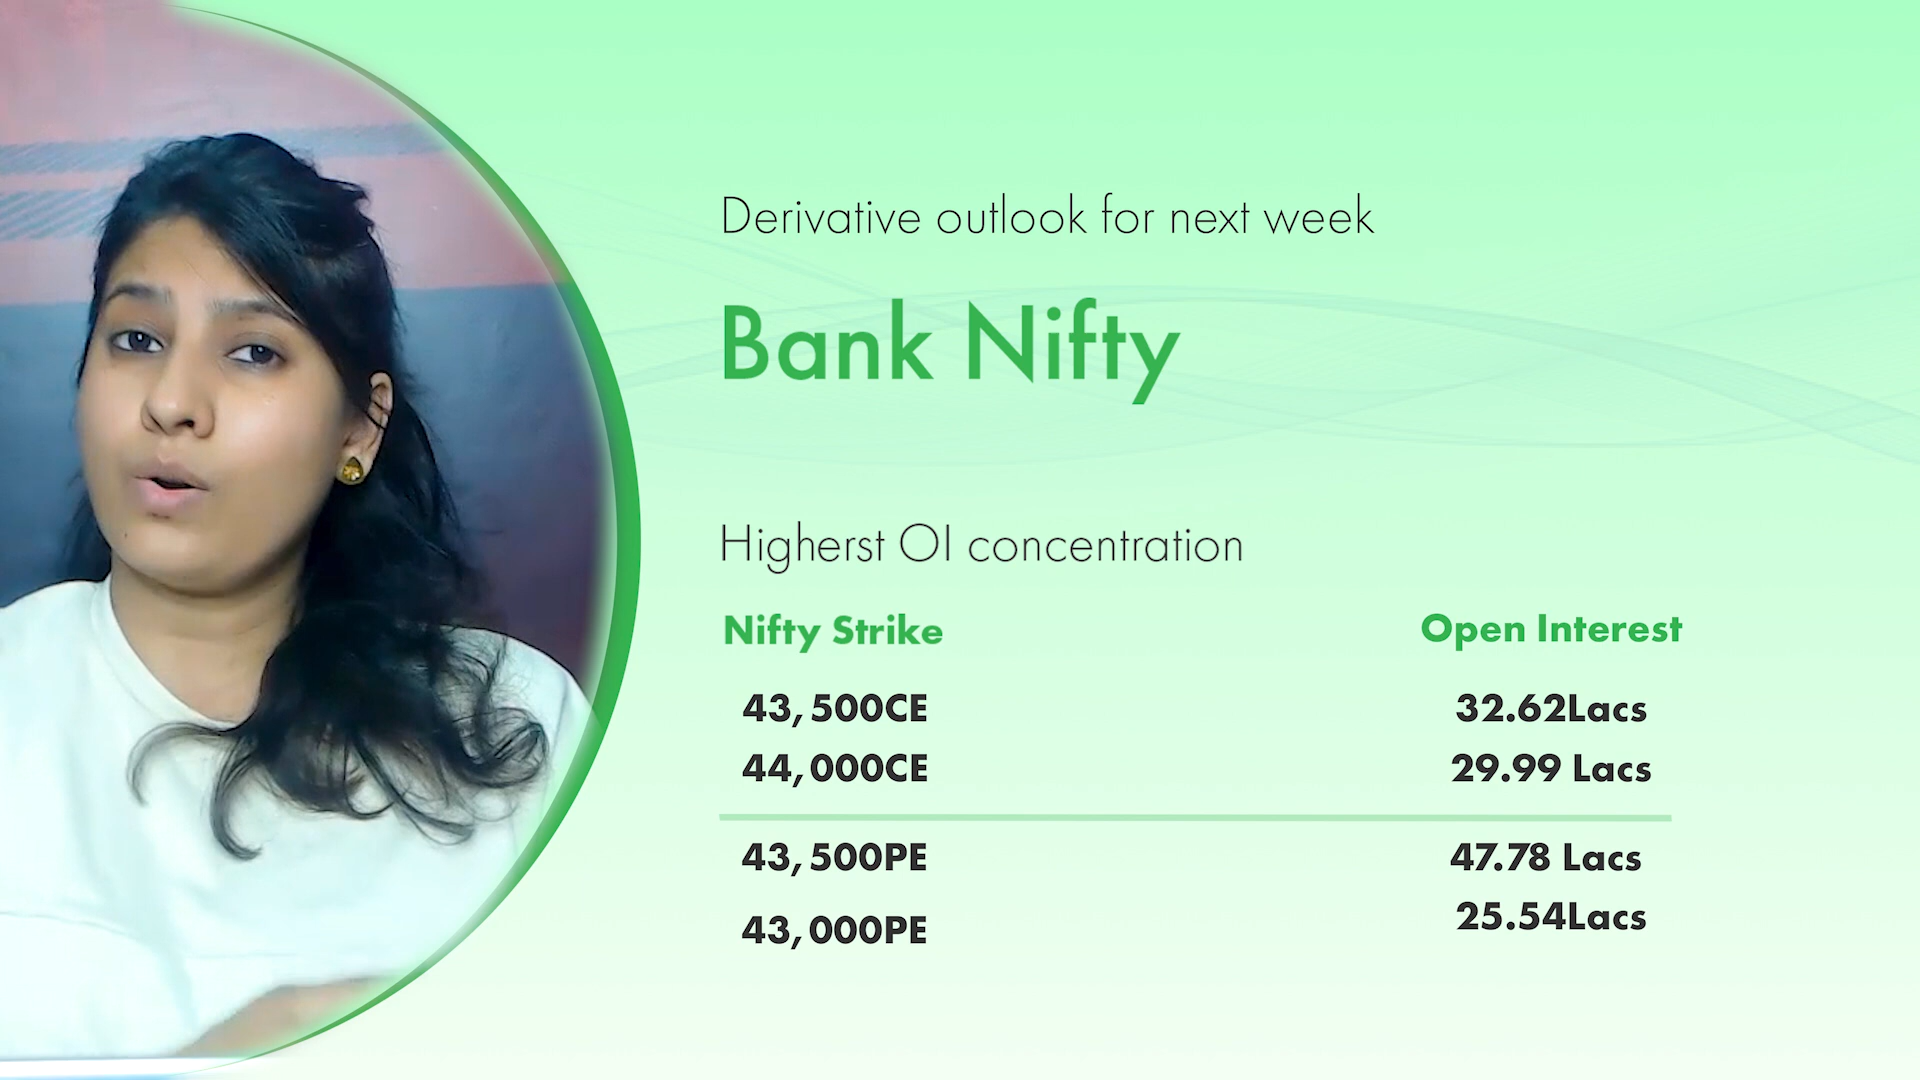 Derivative outlook for next week
Bank Nifty
Higherst OI concentration
Nifty Strike Open Interest
43,500CE 32.62Lacs
44,000CE 29.99 Lacs
43,500PE 47.78 Lacs
43,000PE 25.54Lacs